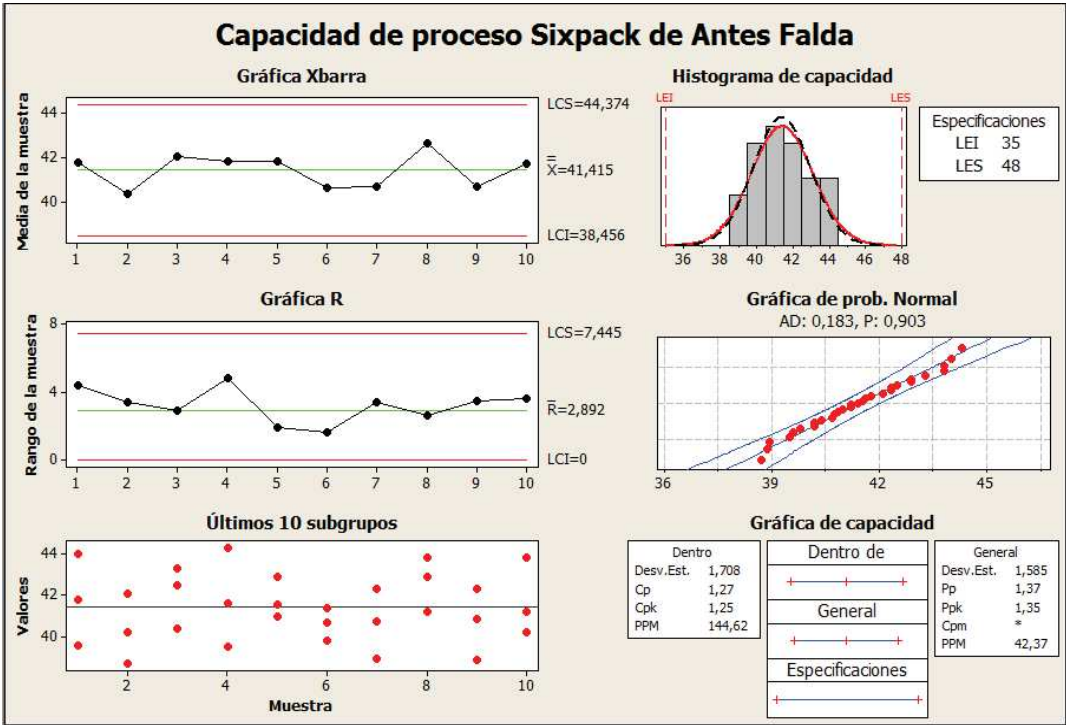 Capacidad de proceso Sixpack de Antes Falda
Gráfica Xbarra
Media de la muestra
44
42
40
LCS=44,374
X=41,415
LCI=38,456
1 2 3 4 5 6 7 8 9 10
Gráfica R
Rango de la muestra
8
4
0
LCS=7,445
R=2,892
LCI=0
1 2 3 4 5 6 7 8 9 10
Últimos 10 subgrupos
Valores
44
42
40
2 4 6 8 10
Muestra
Histograma de capacidad
LEI LES
36 38 40 42 44 46 48
Especificaciones
LEI 35
LES 48
Gráfica de prob. Normal
AD: 0,183, P: 0,903
36 39 42 45
Gráfica de capacidad
Dentro
Desv.Est. 1,708
Cp 1,27
Cpk 1,25
PPM 144,62
Dentro de
General
Especificaciones
General
Desv.Est. 1,585
Pp 1,37
Ppk 1,35
Cpm *
PPM 42,37